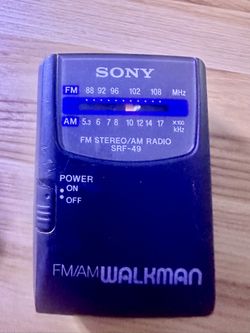 SONY
FM 88 92 96 102 108 MHz
AM 5.3 6 7 8 10 12 14 17 X100 kHz
FM STEREO/AM RADIO
SRF-49
POWER
ON
OFF
FM/AM WALKMAN